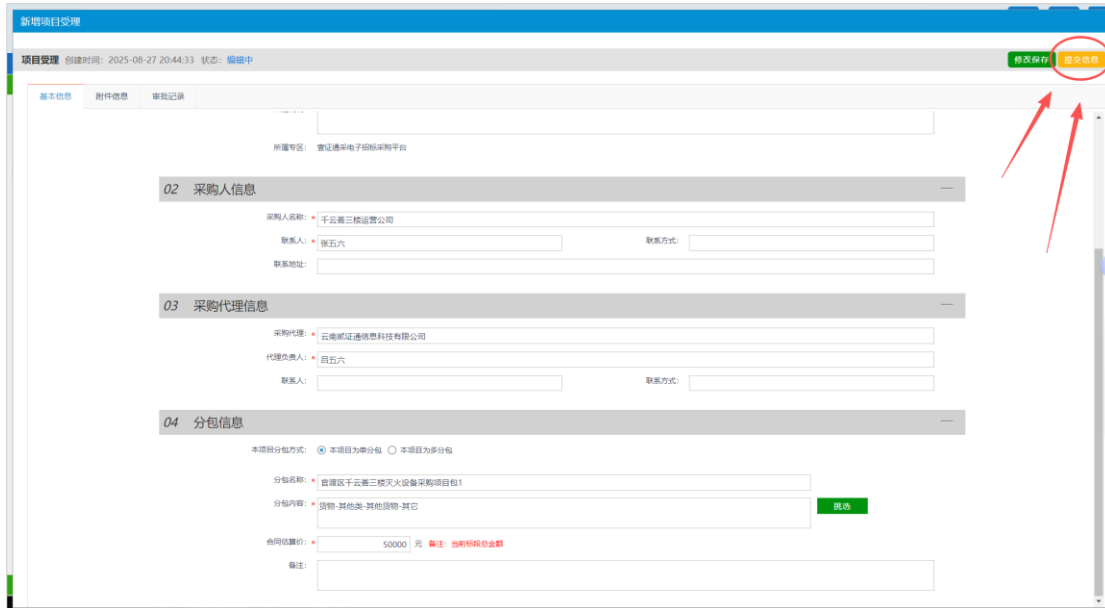 新增项目受理
项目受理 创建时间: 2025-08-27 20:44:33 状态: 编辑中 修改保存 提交信息
基本信息 附件信息 审批记录
所属专区: 壹证通采电子招标采购平台
02 采购人信息
采购人名称: * 千云善三楼运营公司
联系人: * 张五六 联系方式:
联系地址:
03 采购代理信息
采购代理: * 云南贰证通信息科技有限公司
代理负责人: * 吕五六
联系人: 联系方式:
04 分包信息
本项目分包方式: 本项目为单分包 本项目为多分包
分包名称: * 官渡区千云善三楼灭火设备采购项目包1
分包内容: * 货物-其他类-其他货物-其它 挑选
合同估算价: * 50000 元 备注: 当前标段总金额
备注: